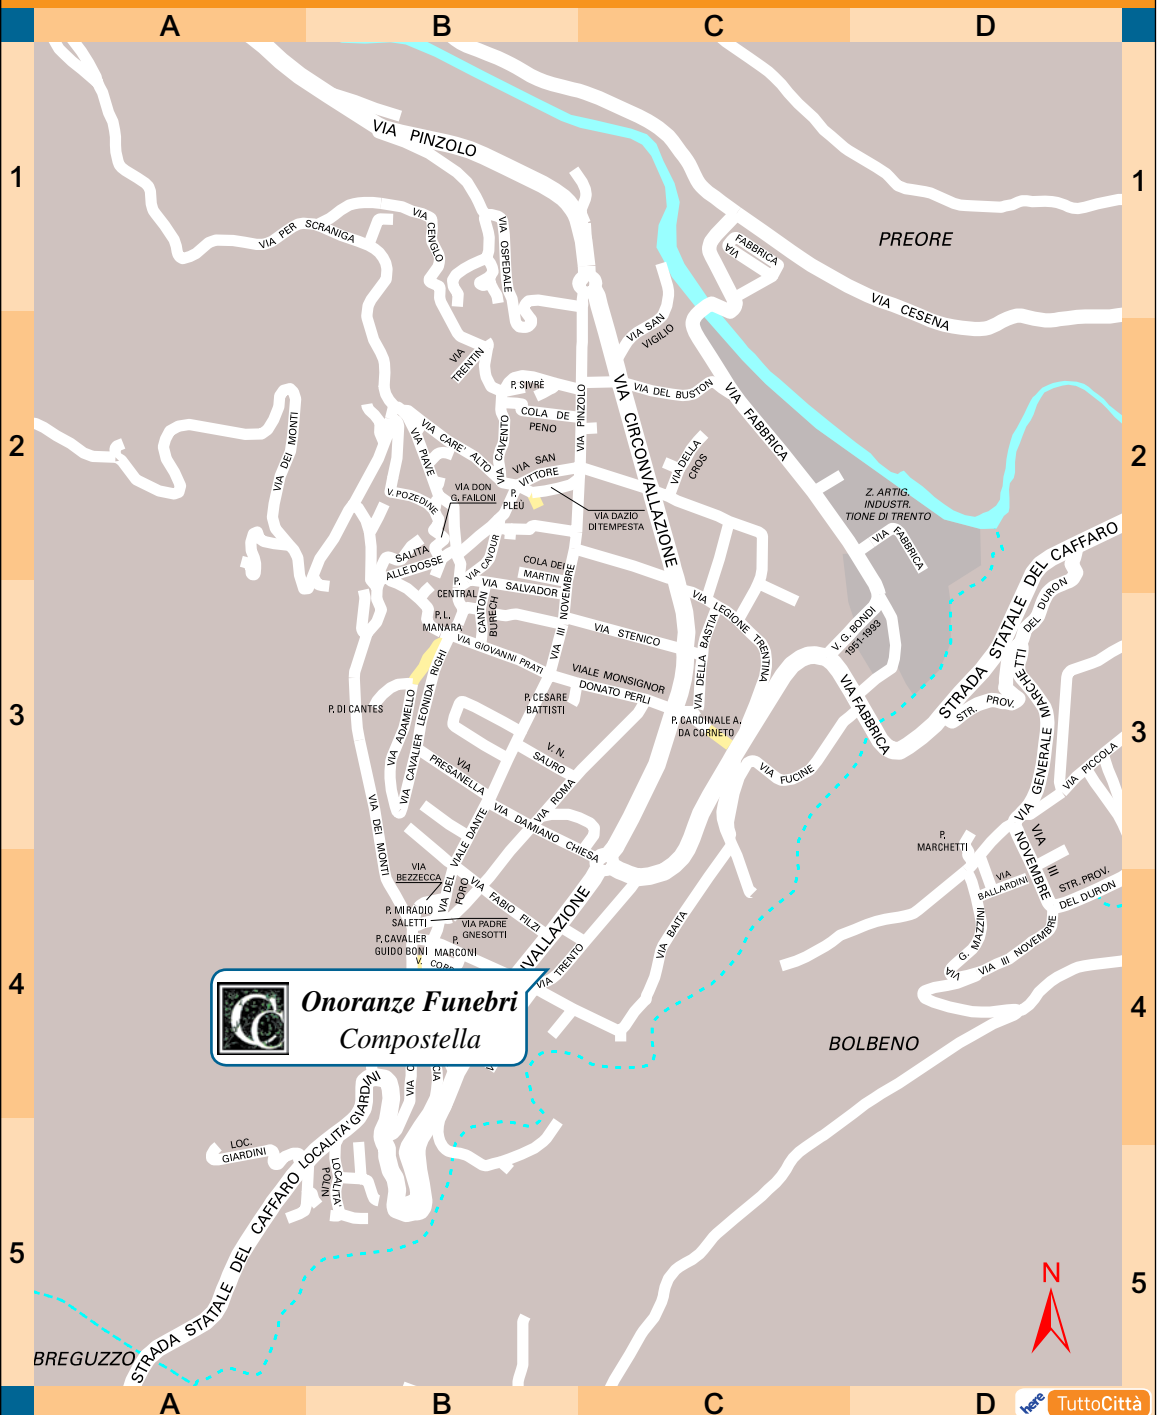 A B C D
1
1
VIA PINZOLO
VIA PER SCRANIGA
VIA CENGLO
VIA OSPEDALE
VIA FABBRICA
PREORE
VIA CESENA
VIA SAN VIGILIO
VIA TRENTIN
P. SIVRÈ
VIA DEL BUSTON
COLA DE PENO
VIA PINZOLO
VIA CIRCONVALLAZIONE
VIA FABBRICA
2
2
VIA DEI MONTI
VIA CARE' ALTO
VIA PIAVE
VIA CAVENTO
VIA SAN VITTORE
VIA DELLA CROS
V. POZEDINE
VIA DON
G. FAILONI
P. PLEÙ
VIA DAZIO
DI TEMPESTA
Z. ARTIG.
INDUSTR.
TIONE DI TRENTO
VIA FABBRICA
SALITA
ALLE DOSSE
VIA CAVOUR
COLA DEI
MARTIN
P.
CENTRAL
VIA SALVADOR
CANTON
BURECH
VIA III NOVEMBRE
P. L.
MANARA
VIA GIOVANNI PRATI
VIA STENICO
VIA LEGIONE TRENTINA
VIA DELLA BASTIA
V. G. BONDI
1951-1993
STRADA STATALE DEL CAFFARO
DEL DURON
STR. PROV.
VIALE MONSIGNOR
DONATO PERLI
P. CESARE
BATTISTI
P. CARDINALE A.
DA CORNETO
3
3
P. DI CANTES
VIA ADAMELLO
VIA CAVALIER LEONIDA RIGHI
VIA FABBRICA
VIA GENERALE MARCHETTI
VIA PICCOLA
VIA PRESANELLA
V. N.
SAURO
VIA ROMA
VIA FUCINE
VIA DEI MONTI
VIALE DANTE
VIA DAMIANO CHIESA
P.
MARCHETTI
VIA III NOVEMBRE
VIA
BALLARDINI
STR. PROV.
DEL DURON
VIA
BEZZECCA
VIA DEL FORO
VIA FABIO FILZI
P. MIRADIO
SALETTI
VIA PADRE
GNESOTTI
P. CAVALIER
GUIDO BONI
P.
MARCONI
V.
VIA TRENTO
VIA BAITA
VIA G. MAZZINI
VIA III NOVEMBRE
4
4
Onoranze Funebri
Compostella
BOLBENO
LOC.
GIARDINI
LOCALITA' GIARDINI
LOCALITA'
POLIN
STRADA STATALE DEL CAFFARO
5
5
BREGUZZO
N
A B C D
here TuttoCittà